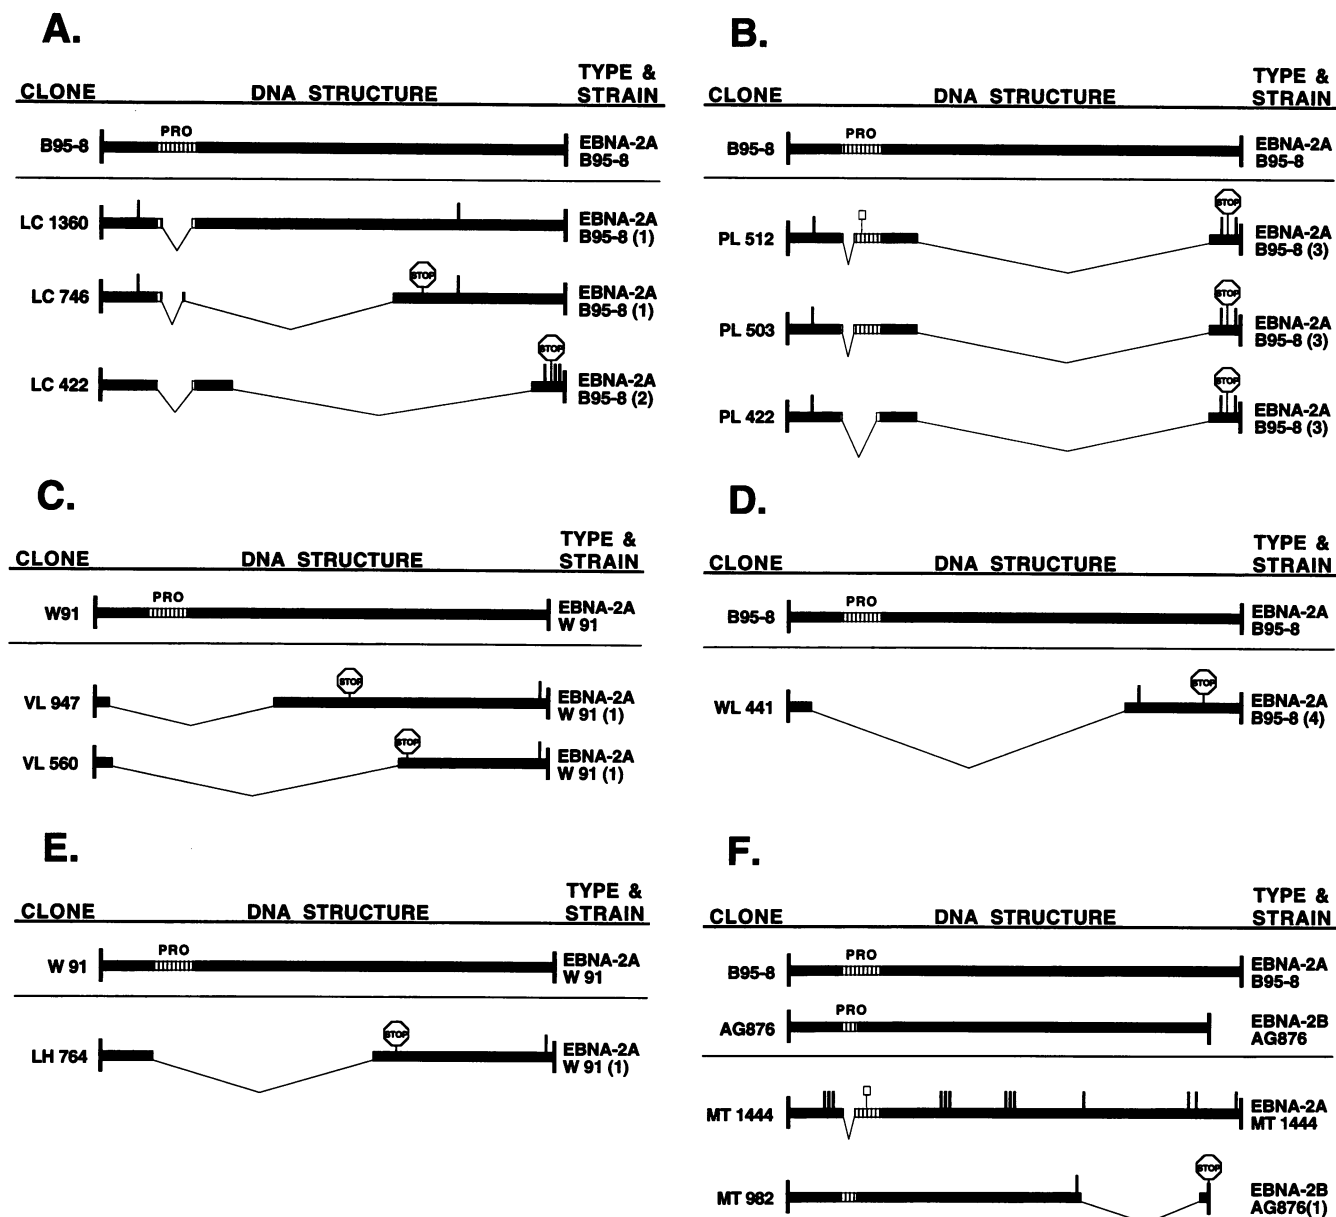 A.
CLONE DNA STRUCTURE TYPE & STRAIN
PRO
B95-8 EBNA-2A B95-8
LC 1360 EBNA-2A B95-8 (1)
STOP
LC 746 EBNA-2A B95-8 (1)
STOP
LC 422 EBNA-2A B95-8 (2)
B.
CLONE DNA STRUCTURE TYPE & STRAIN
PRO
B95-8 EBNA-2A B95-8
STOP
PL 512 EBNA-2A B95-8 (3)
STOP
PL 503 EBNA-2A B95-8 (3)
STOP
PL 422 EBNA-2A B95-8 (3)
C.
CLONE DNA STRUCTURE TYPE & STRAIN
PRO
W91 EBNA-2A W 91
STOP
VL 947 EBNA-2A W 91 (1)
STOP
VL 560 EBNA-2A W 91 (1)
D.
CLONE DNA STRUCTURE TYPE & STRAIN
PRO
B95-8 EBNA-2A B95-8
STOP
WL 441 EBNA-2A B95-8 (4)
E.
CLONE DNA STRUCTURE TYPE & STRAIN
PRO
W 91 EBNA-2A W 91
STOP
LH 764 EBNA-2A W 91 (1)
F.
CLONE DNA STRUCTURE TYPE & STRAIN
PRO
B95-8 EBNA-2A B95-8
PRO
AG876 EBNA-2B AG876
MT 1444 EBNA-2A MT 1444
STOP
MT 982 EBNA-2B AG876(1)